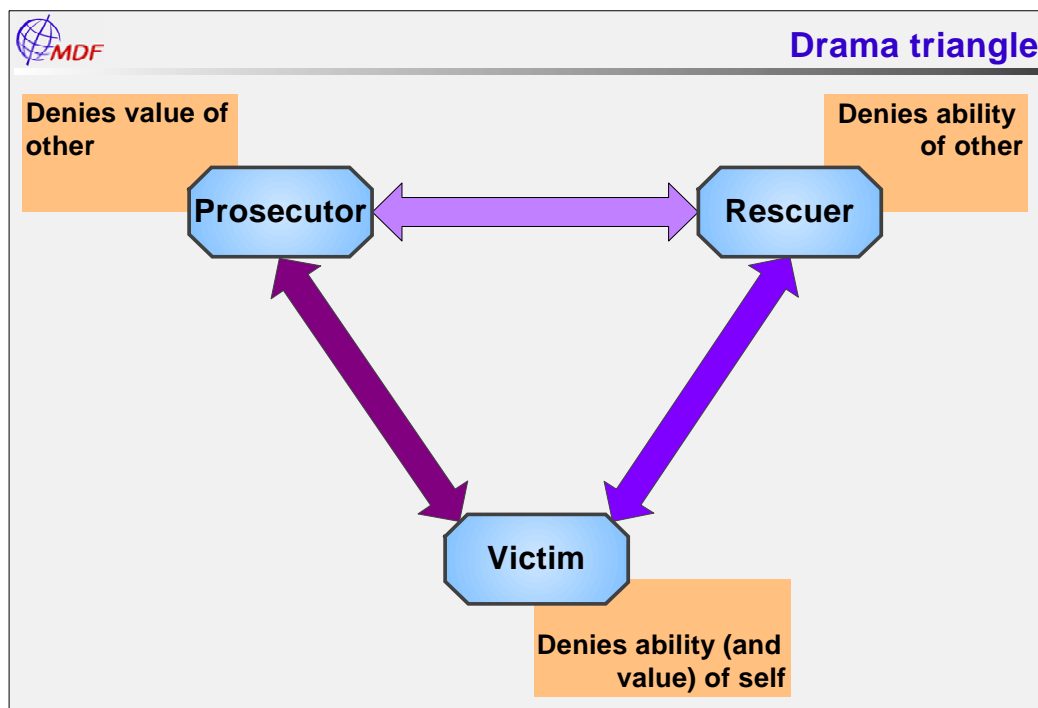 MDF
Drama triangle
Denies value of
other
Denies ability
of other
Prosecutor
Rescuer
Victim
Denies ability (and
value) of self